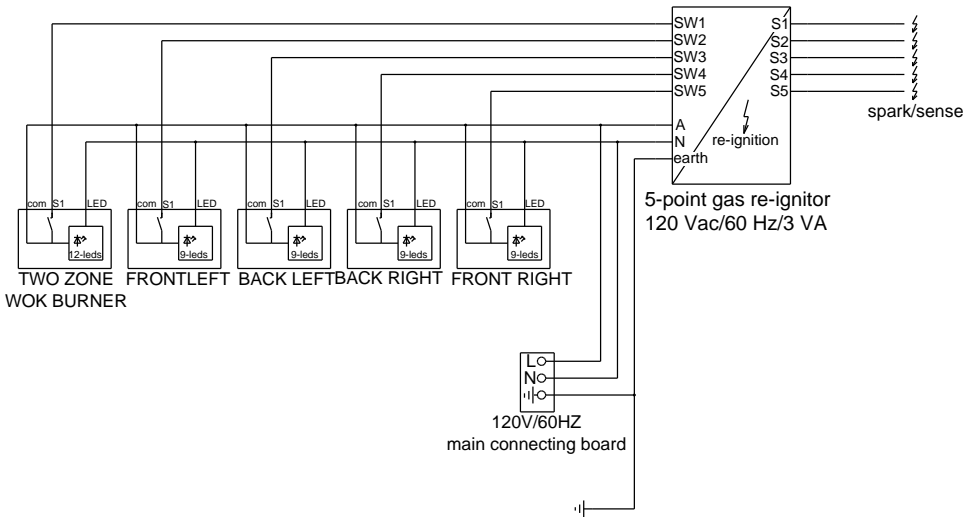 SW1
SW2
SW3
SW4
SW5
A
N
earth
S1
S2
S3
S4
S5
re-ignition
spark/sense
5-point gas re-ignitor
120 Vac/60 Hz/3 VA
com S1 LED
12-leds
TWO ZONE
WOK BURNER
com S1 LED
9-leds
FRONTLEFT
com S1 LED
9-leds
BACK LEFT
com S1 LED
9-leds
BACK RIGHT
com S1 LED
9-leds
FRONT RIGHT
L
N
120V/60HZ
main connecting board